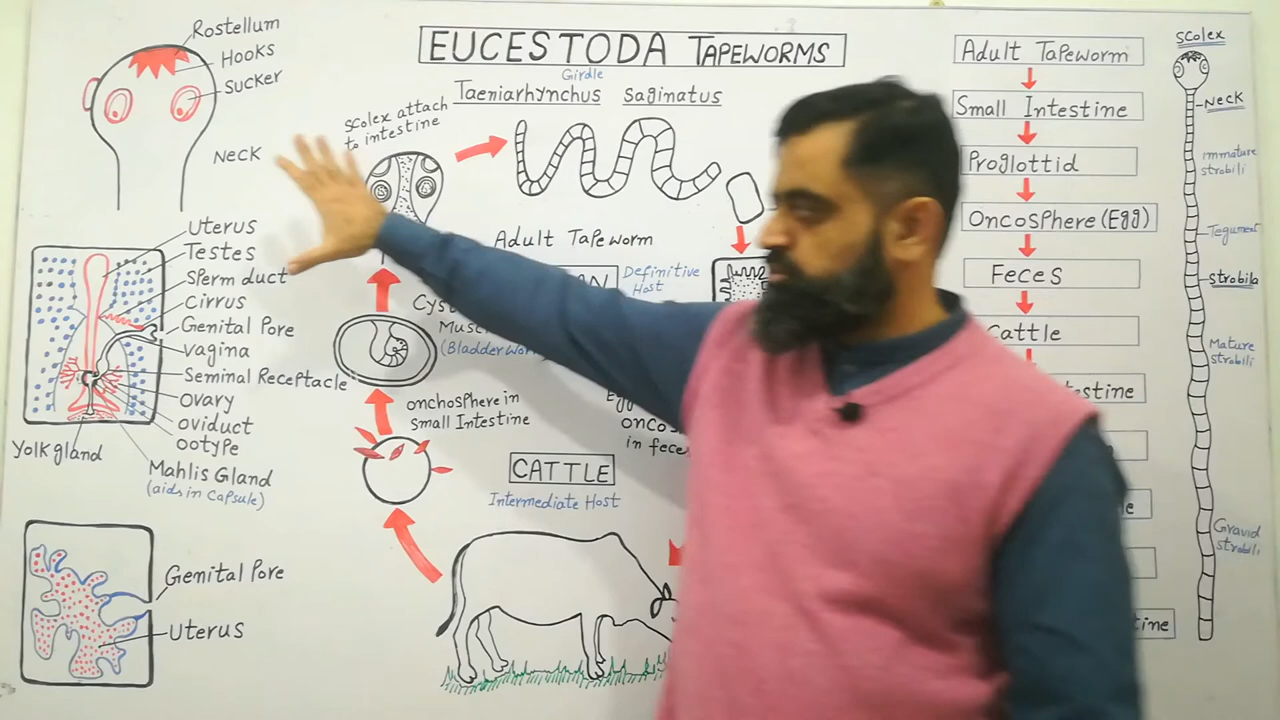 EUCESTODA TAPEWORMS
Girdle
Taeniarhynchus saginatus
Rostellum
Hooks
Sucker
Neck
scolex attach
to intestine
Adult Tapeworm
Definitive
Host
Uterus
Testes
Sperm duct
Cirrus
Genital Pore
vagina
Seminal Receptacle
ovary
oviduct
ootype
Yolk gland
Mahlis Gland
(aids in capsule)
Genital Pore
Uterus
onchosphere in
Small Intestine
in feces
CATTLE
Intermediate Host
Adult Tapeworm
Small Intestine
Proglottid
Oncosphere (Egg)
Feces
Cattle
scolex
Neck
immature
strobili
Tegument
strobila
Mature
strobili
Gravid
strobili